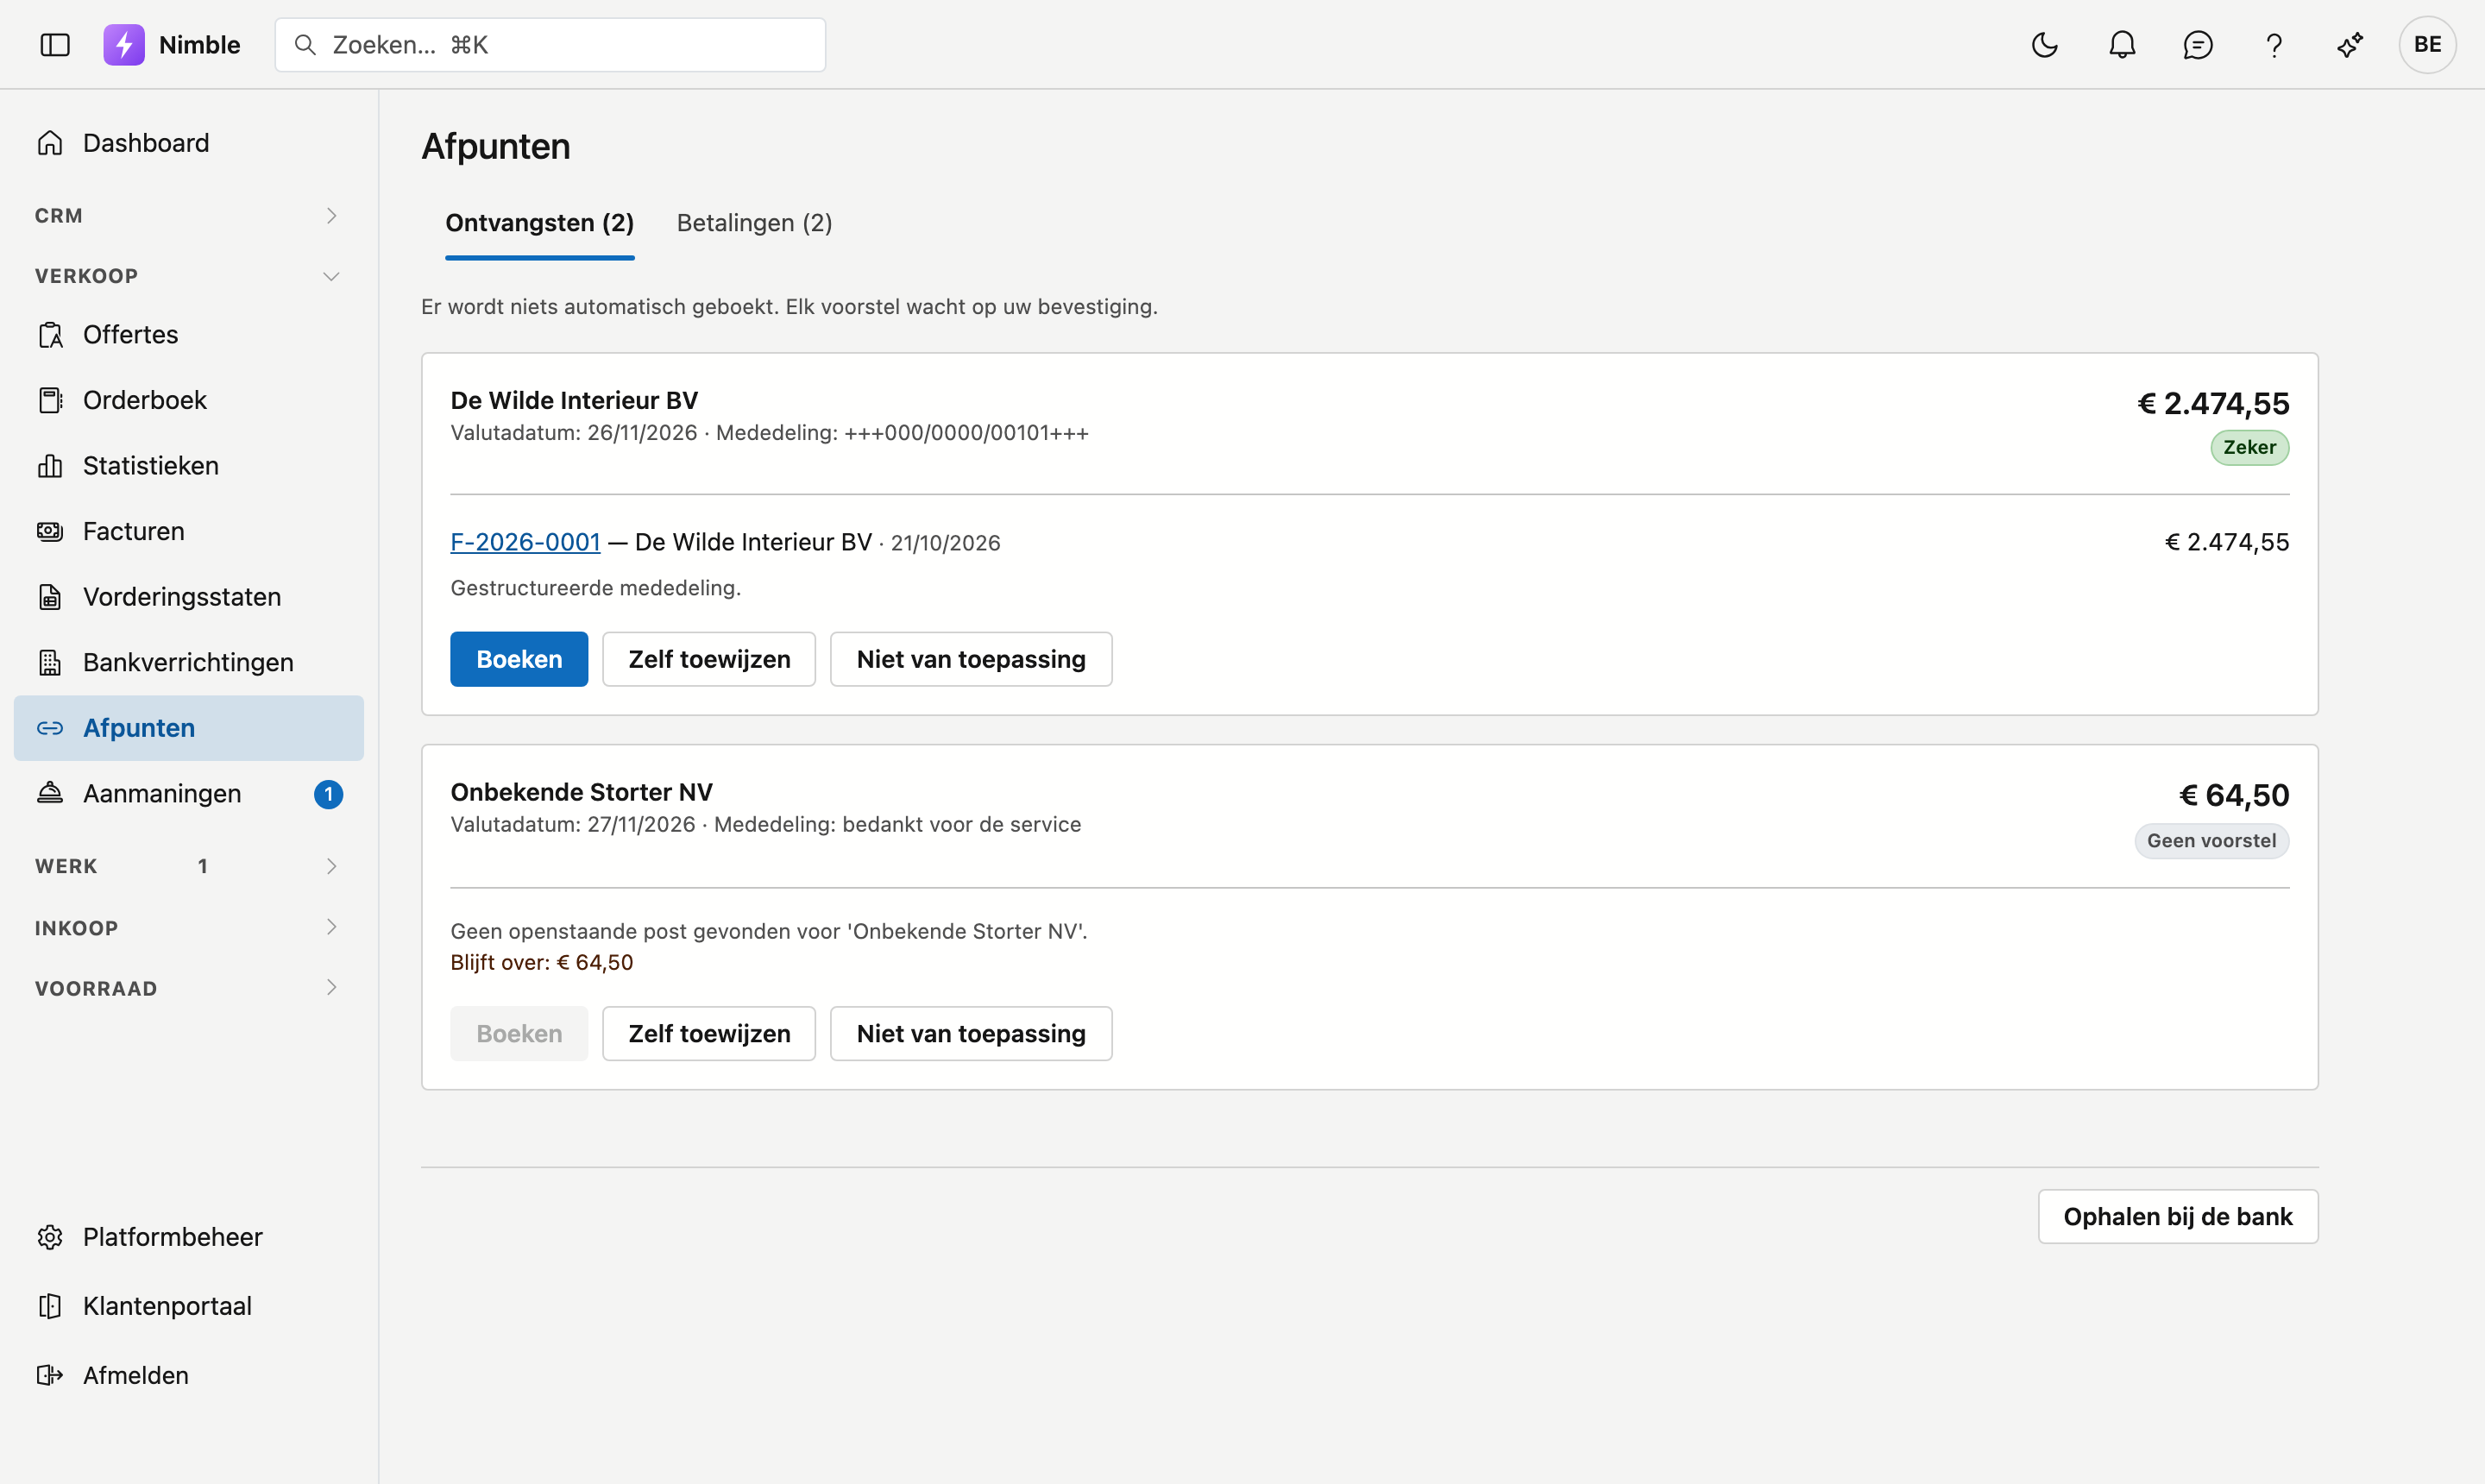 Nimble
Zoeken... ⌘K
BE
Dashboard
CRM
VERKOOP
Offertes
Orderboek
Statistieken
Facturen
Vorderingsstaten
Bankverrichtingen
Afpunten
Aanmaningen 1
WERK 1
INKOOP
VOORRAAD
Platformbeheer
Klantenportaal
Afmelden
Afpunten
Ontvangsten (2) Betalingen (2)
Er wordt niets automatisch geboekt. Elk voorstel wacht op uw bevestiging.
De Wilde Interieur BV € 2.474,55
Valutadatum: 26/11/2026 · Mededeling: +++000/0000/00101+++
Zeker
F-2026-0001 — De Wilde Interieur BV · 21/10/2026 € 2.474,55
Gestructureerde mededeling.
Boeken Zelf toewijzen Niet van toepassing
Onbekende Storter NV € 64,50
Valutadatum: 27/11/2026 · Mededeling: bedankt voor de service
Geen voorstel
Geen openstaande post gevonden voor 'Onbekende Storter NV'.
Blijft over: € 64,50
Boeken Zelf toewijzen Niet van toepassing
Ophalen bij de bank